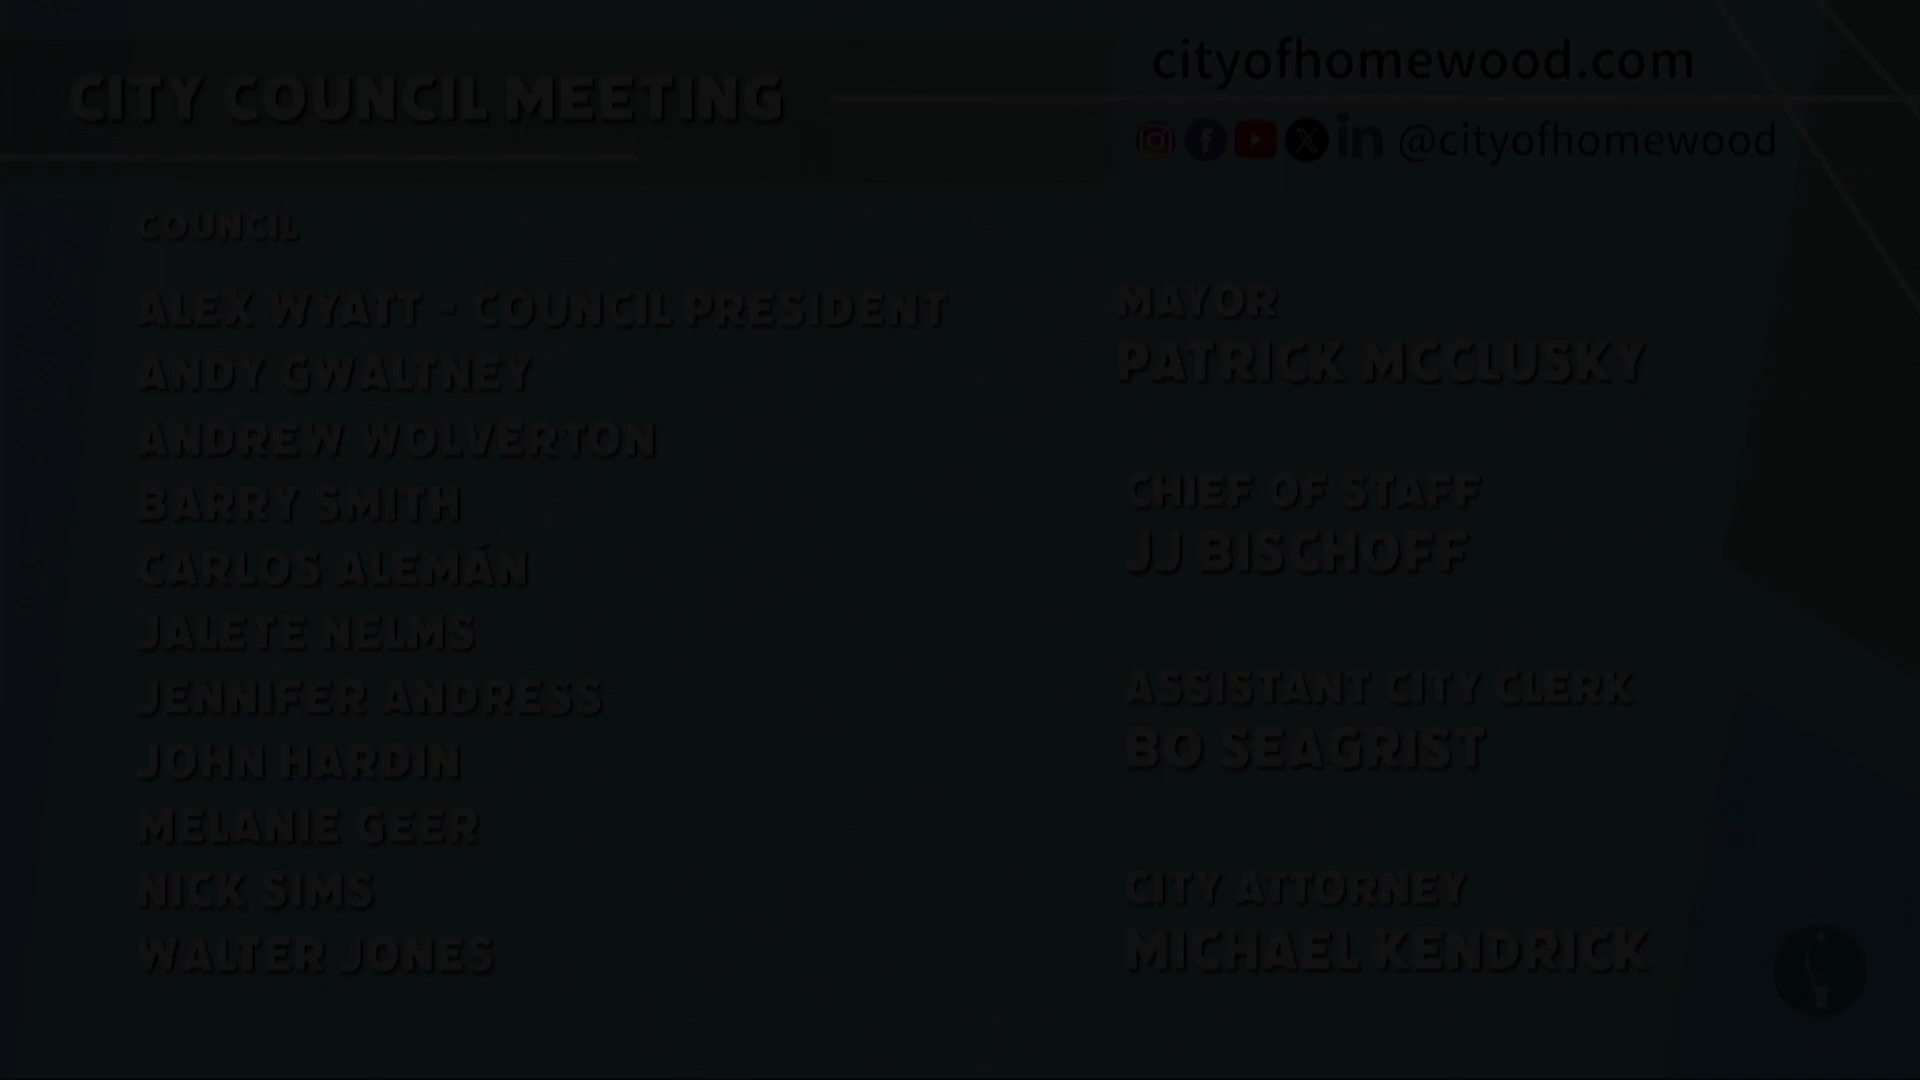 CITY COUNCIL MEETING
cityofhomewood.com
@cityofhomewood
COUNCIL
ALEX WYATT - COUNCIL PRESIDENT
ANDY GWALTNEY
ANDREW WOLVERTON
BARRY SMITH
CARLOS ALEMÁN
JALETE NELMS
JENNIFER ANDRESS
JOHN HARDIN
MELANIE GEER
NICK SIMS
WALTER JONES
MAYOR
PATRICK MCCLUSKY
CHIEF OF STAFF
JJ BISCHOFF
ASSISTANT CITY CLERK
BO SEAGRIST
CITY ATTORNEY
MICHAEL KENDRICK